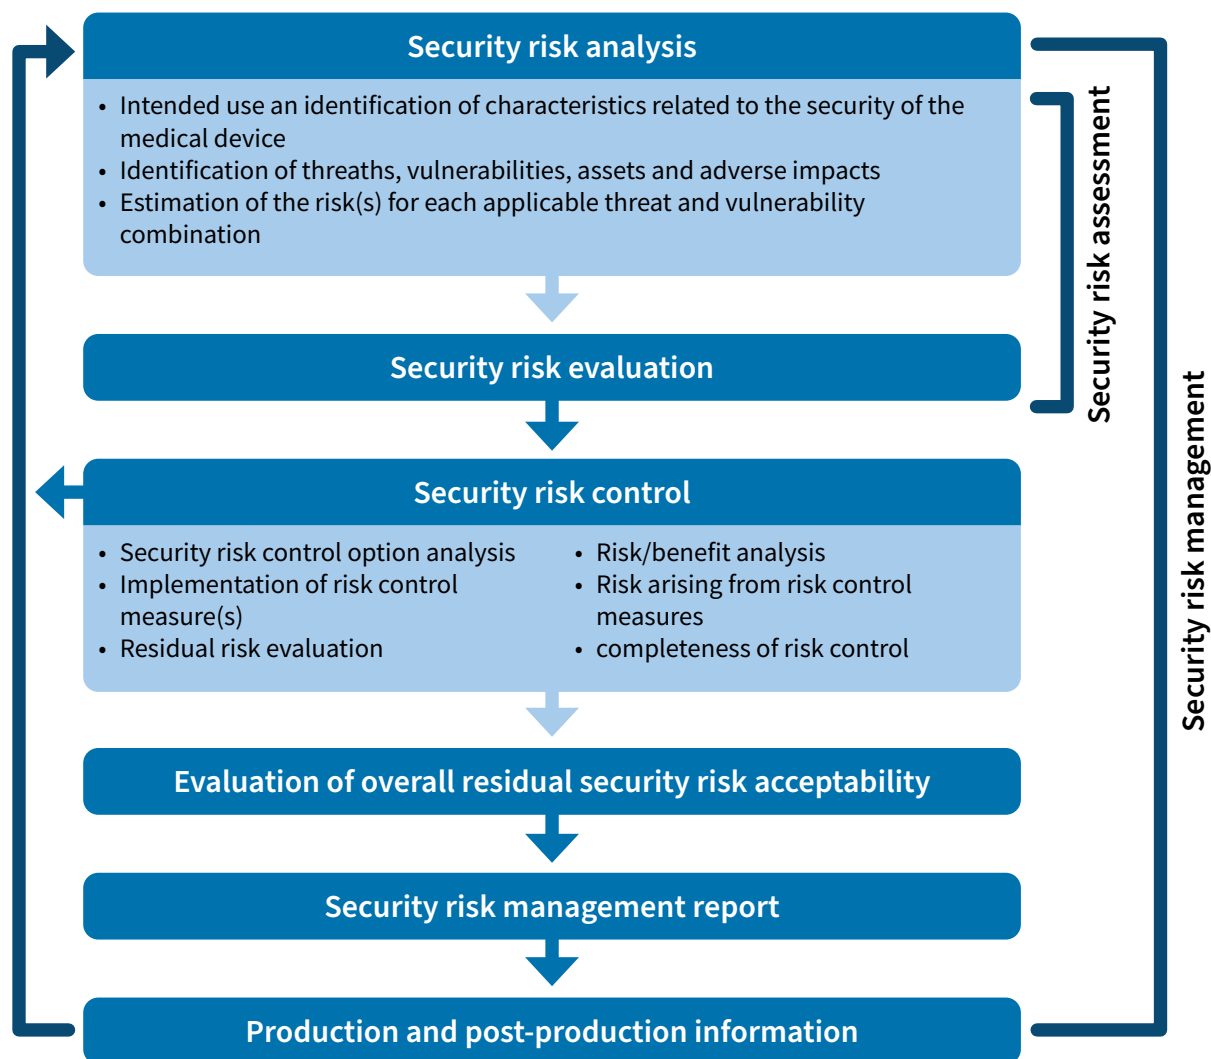 Security risk analysis
• Intended use an identification of characteristics related to the security of the
medical device
• Identification of threaths, vulnerabilities, assets and adverse impacts
• Estimation of the risk(s) for each applicable threat and vulnerability
combination
Security risk assessment
Security risk evaluation
Security risk management
Security risk control
• Security risk control option analysis
• Implementation of risk control
measure(s)
• Residual risk evaluation
• Risk/benefit analysis
• Risk arising from risk control
measures
• completeness of risk control
Evaluation of overall residual security risk acceptability
Security risk management report
Production and post-production information